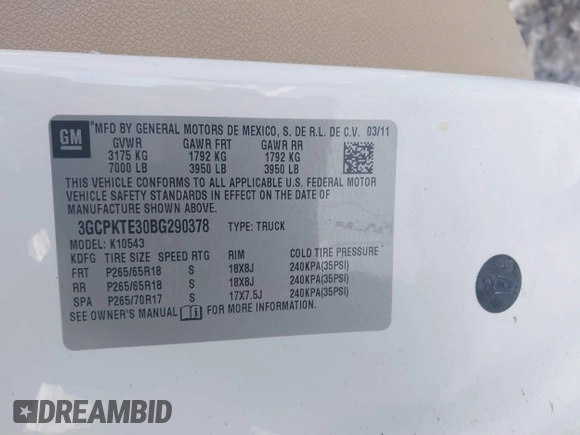 GM
MFD BY GENERAL MOTORS DE MEXICO, S. DE R.L. DE C.V. 03/11
GVWR GAWR FRT GAWR RR
3175 KG 1792 KG 1792 KG
7000 LB 3950 LB 3950 LB
THIS VEHICLE CONFORMS TO ALL APPLICABLE U.S. FEDERAL MOTOR
VEHICLE SAFETY STANDARDS IN EFFECT ON THE DATE OF
MANUFACTURE SHOWN ABOVE.
3GCPKTE30BG290378 TYPE: TRUCK
MODEL: K10543
KDFG TIRE SIZE SPEED RTG RIM COLD TIRE PRESSURE
FRT P265/65R18 S 18X8J 240KPA(35PSI)
RR P265/65R18 S 18X8J 240KPA(35PSI)
SPA P265/70R17 S 17X7.5J 240KPA(35PSI)
SEE OWNER'S MANUAL FOR MORE INFORMATION.
DREAMBID